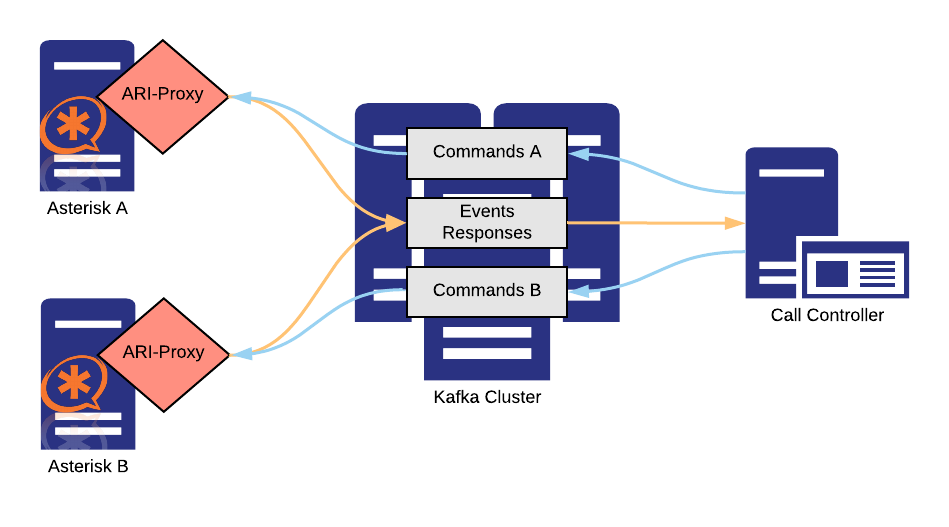 ARI-Proxy
Asterisk A
Commands A
Events
Responses
Commands B
Kafka Cluster
Call Controller
ARI-Proxy
Asterisk B